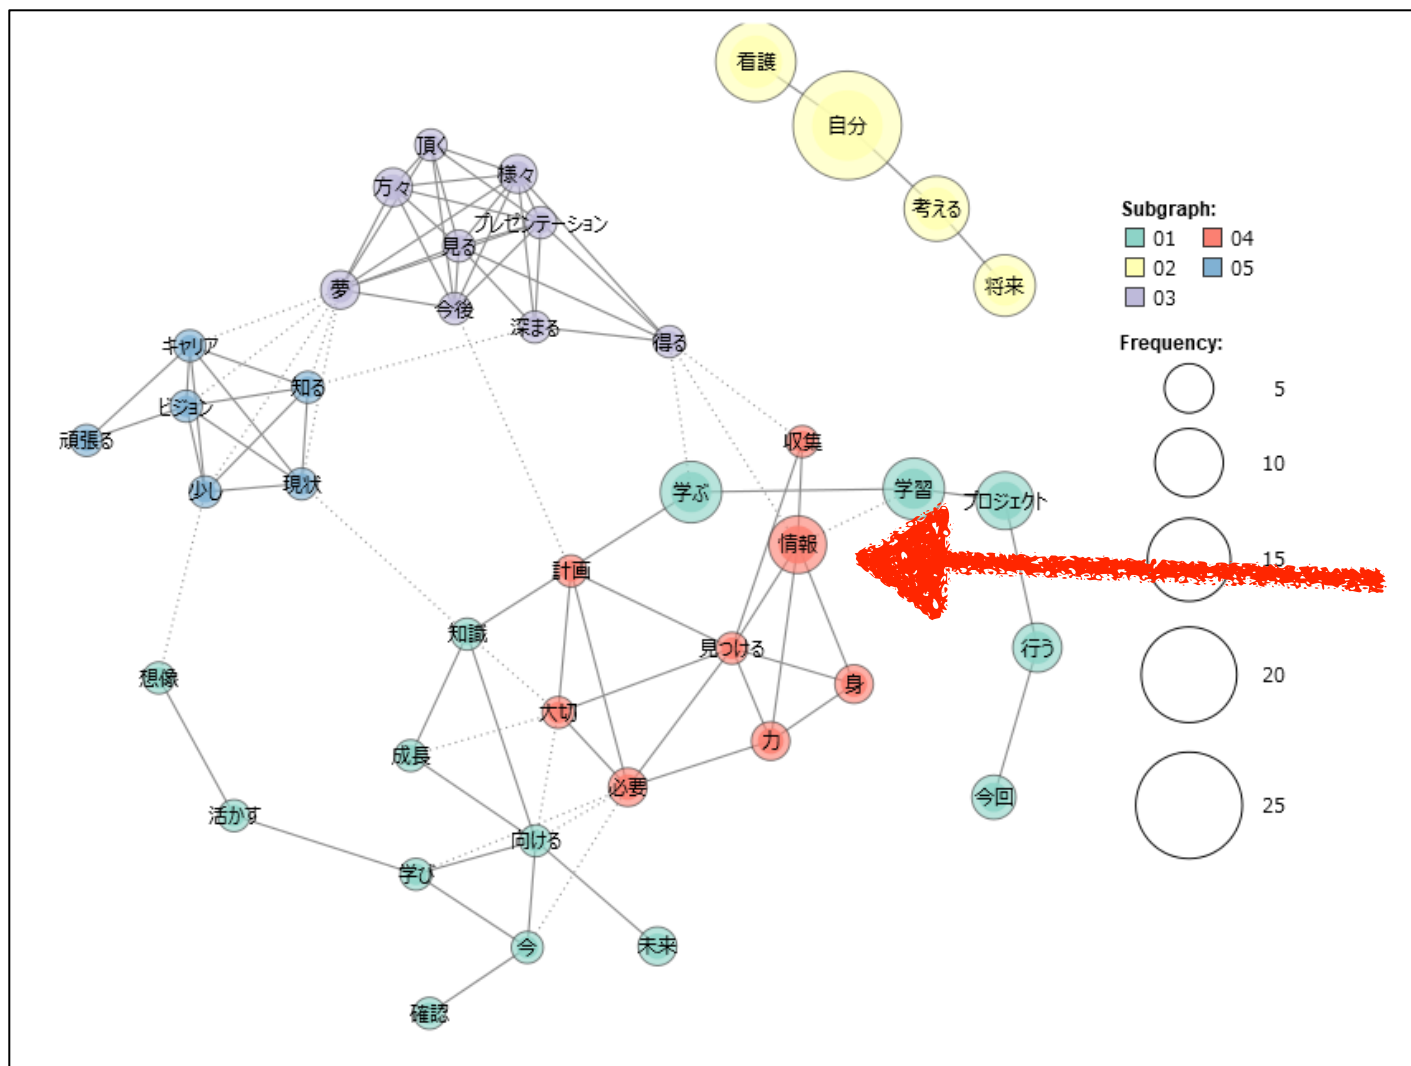 看護
自分
考える
将来
頂く
方々
様々
プレゼンテーション
見る
夢
今後
深まる
得る
キャリア
知る
ビジョン
頑張る
少し
現状
収集
学ぶ
学習
プロジェクト
情報
計画
知識
見つける
行う
想像
身
大切
力
成長
必要
今回
活かす
向ける
学び
今
未来
確認
Subgraph:
01 04
02 05
03
Frequency:
5
10
15
20
25